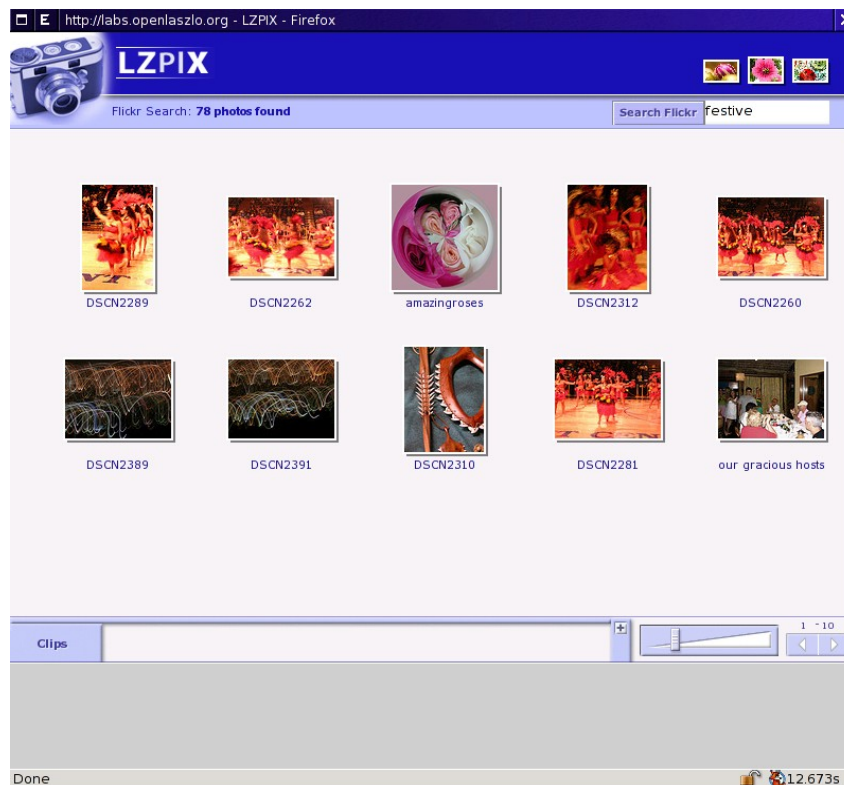 http://labs.openlaszlo.org - LZPIX - Firefox
LZPIX
Flickr Search: 78 photos found
Search Flickr festive
DSCN2289 DSCN2262 amazingroses DSCN2312 DSCN2260
DSCN2389 DSCN2391 DSCN2310 DSCN2281 our gracious hosts
1 -10
Clips
Done 12.673s